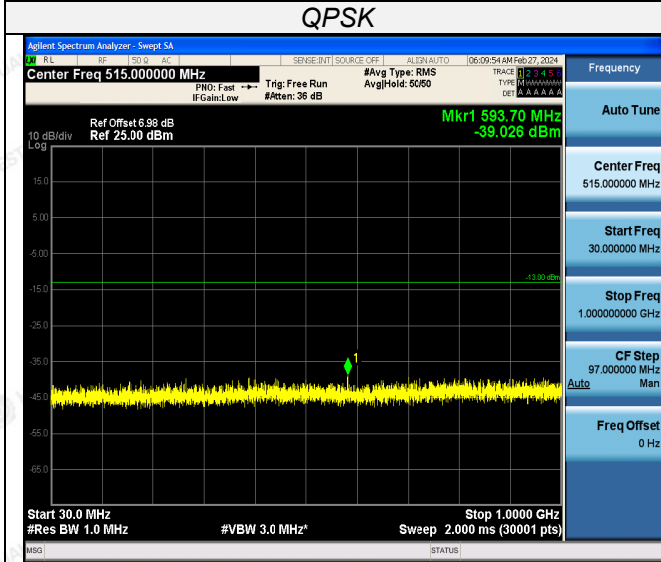 QPSK
Agilent Spectrum Analyzer - Swept SA
RL RF 50 Ω AC SENSE:INT SOURCE OFF ALIGN AUTO 06:09:54 AM Feb 27, 2024
Center Freq 515.000000 MHz
PNO: Fast
IFGain:Low
Trig: Free Run
#Atten: 36 dB
#Avg Type: RMS
Avg|Hold: 50/50
TRACE 1 2 3 4 5 6
TYPE
DET A A A A A A
Ref Offset 6.98 dB
Ref 25.00 dBm
10 dB/div
Log
Mkr1 593.70 MHz
-39.026 dBm
15.0
5.00
-5.00
-13.00 dBm
-15.0
-25.0
-35.0
1
-45.0
-55.0
-65.0
Start 30.0 MHz
Stop 1.0000 GHz
#Res BW 1.0 MHz
#VBW 3.0 MHz*
Sweep 2.000 ms (30001 pts)
MSG
STATUS
Frequency
Auto Tune
Center Freq
515.000000 MHz
Start Freq
30.000000 MHz
Stop Freq
1.000000000 GHz
CF Step
97.000000 MHz
Auto Man
Freq Offset
0 Hz